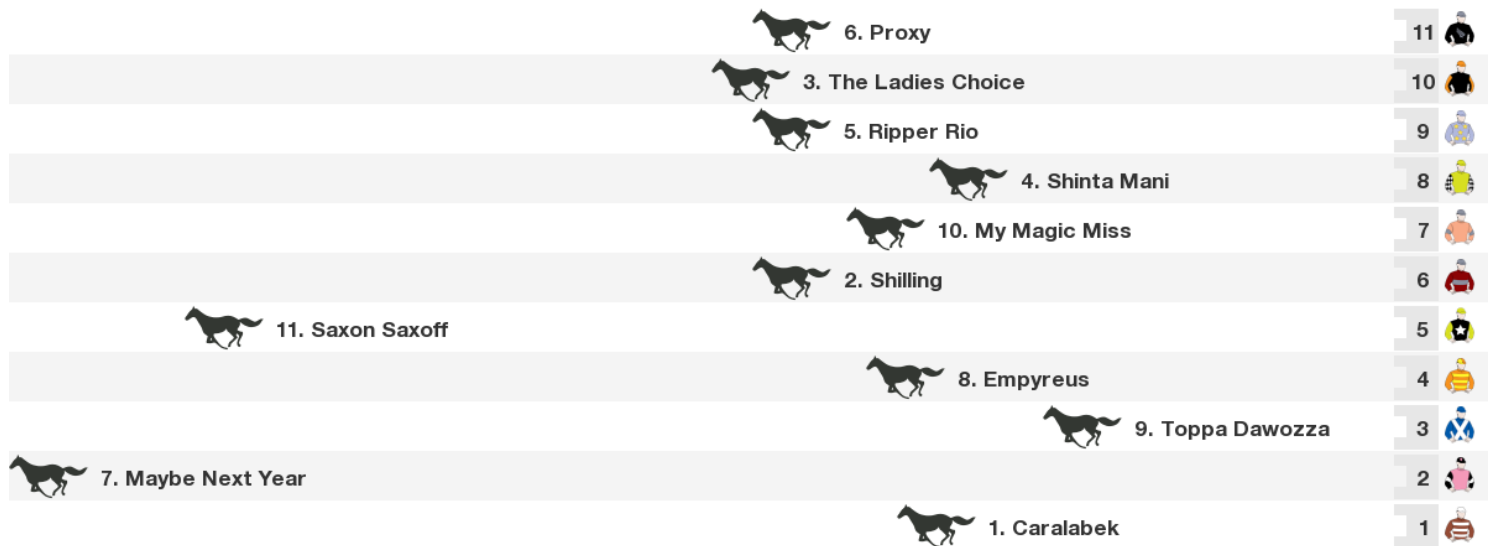 6. Proxy 11
3. The Ladies Choice 10
5. Ripper Rio 9
4. Shinta Mani 8
10. My Magic Miss 7
2. Shilling 6
11. Saxon Saxoff 5
8. Empyreus 4
9. Toppa Dawozza 3
7. Maybe Next Year 2
1. Caralabek 1